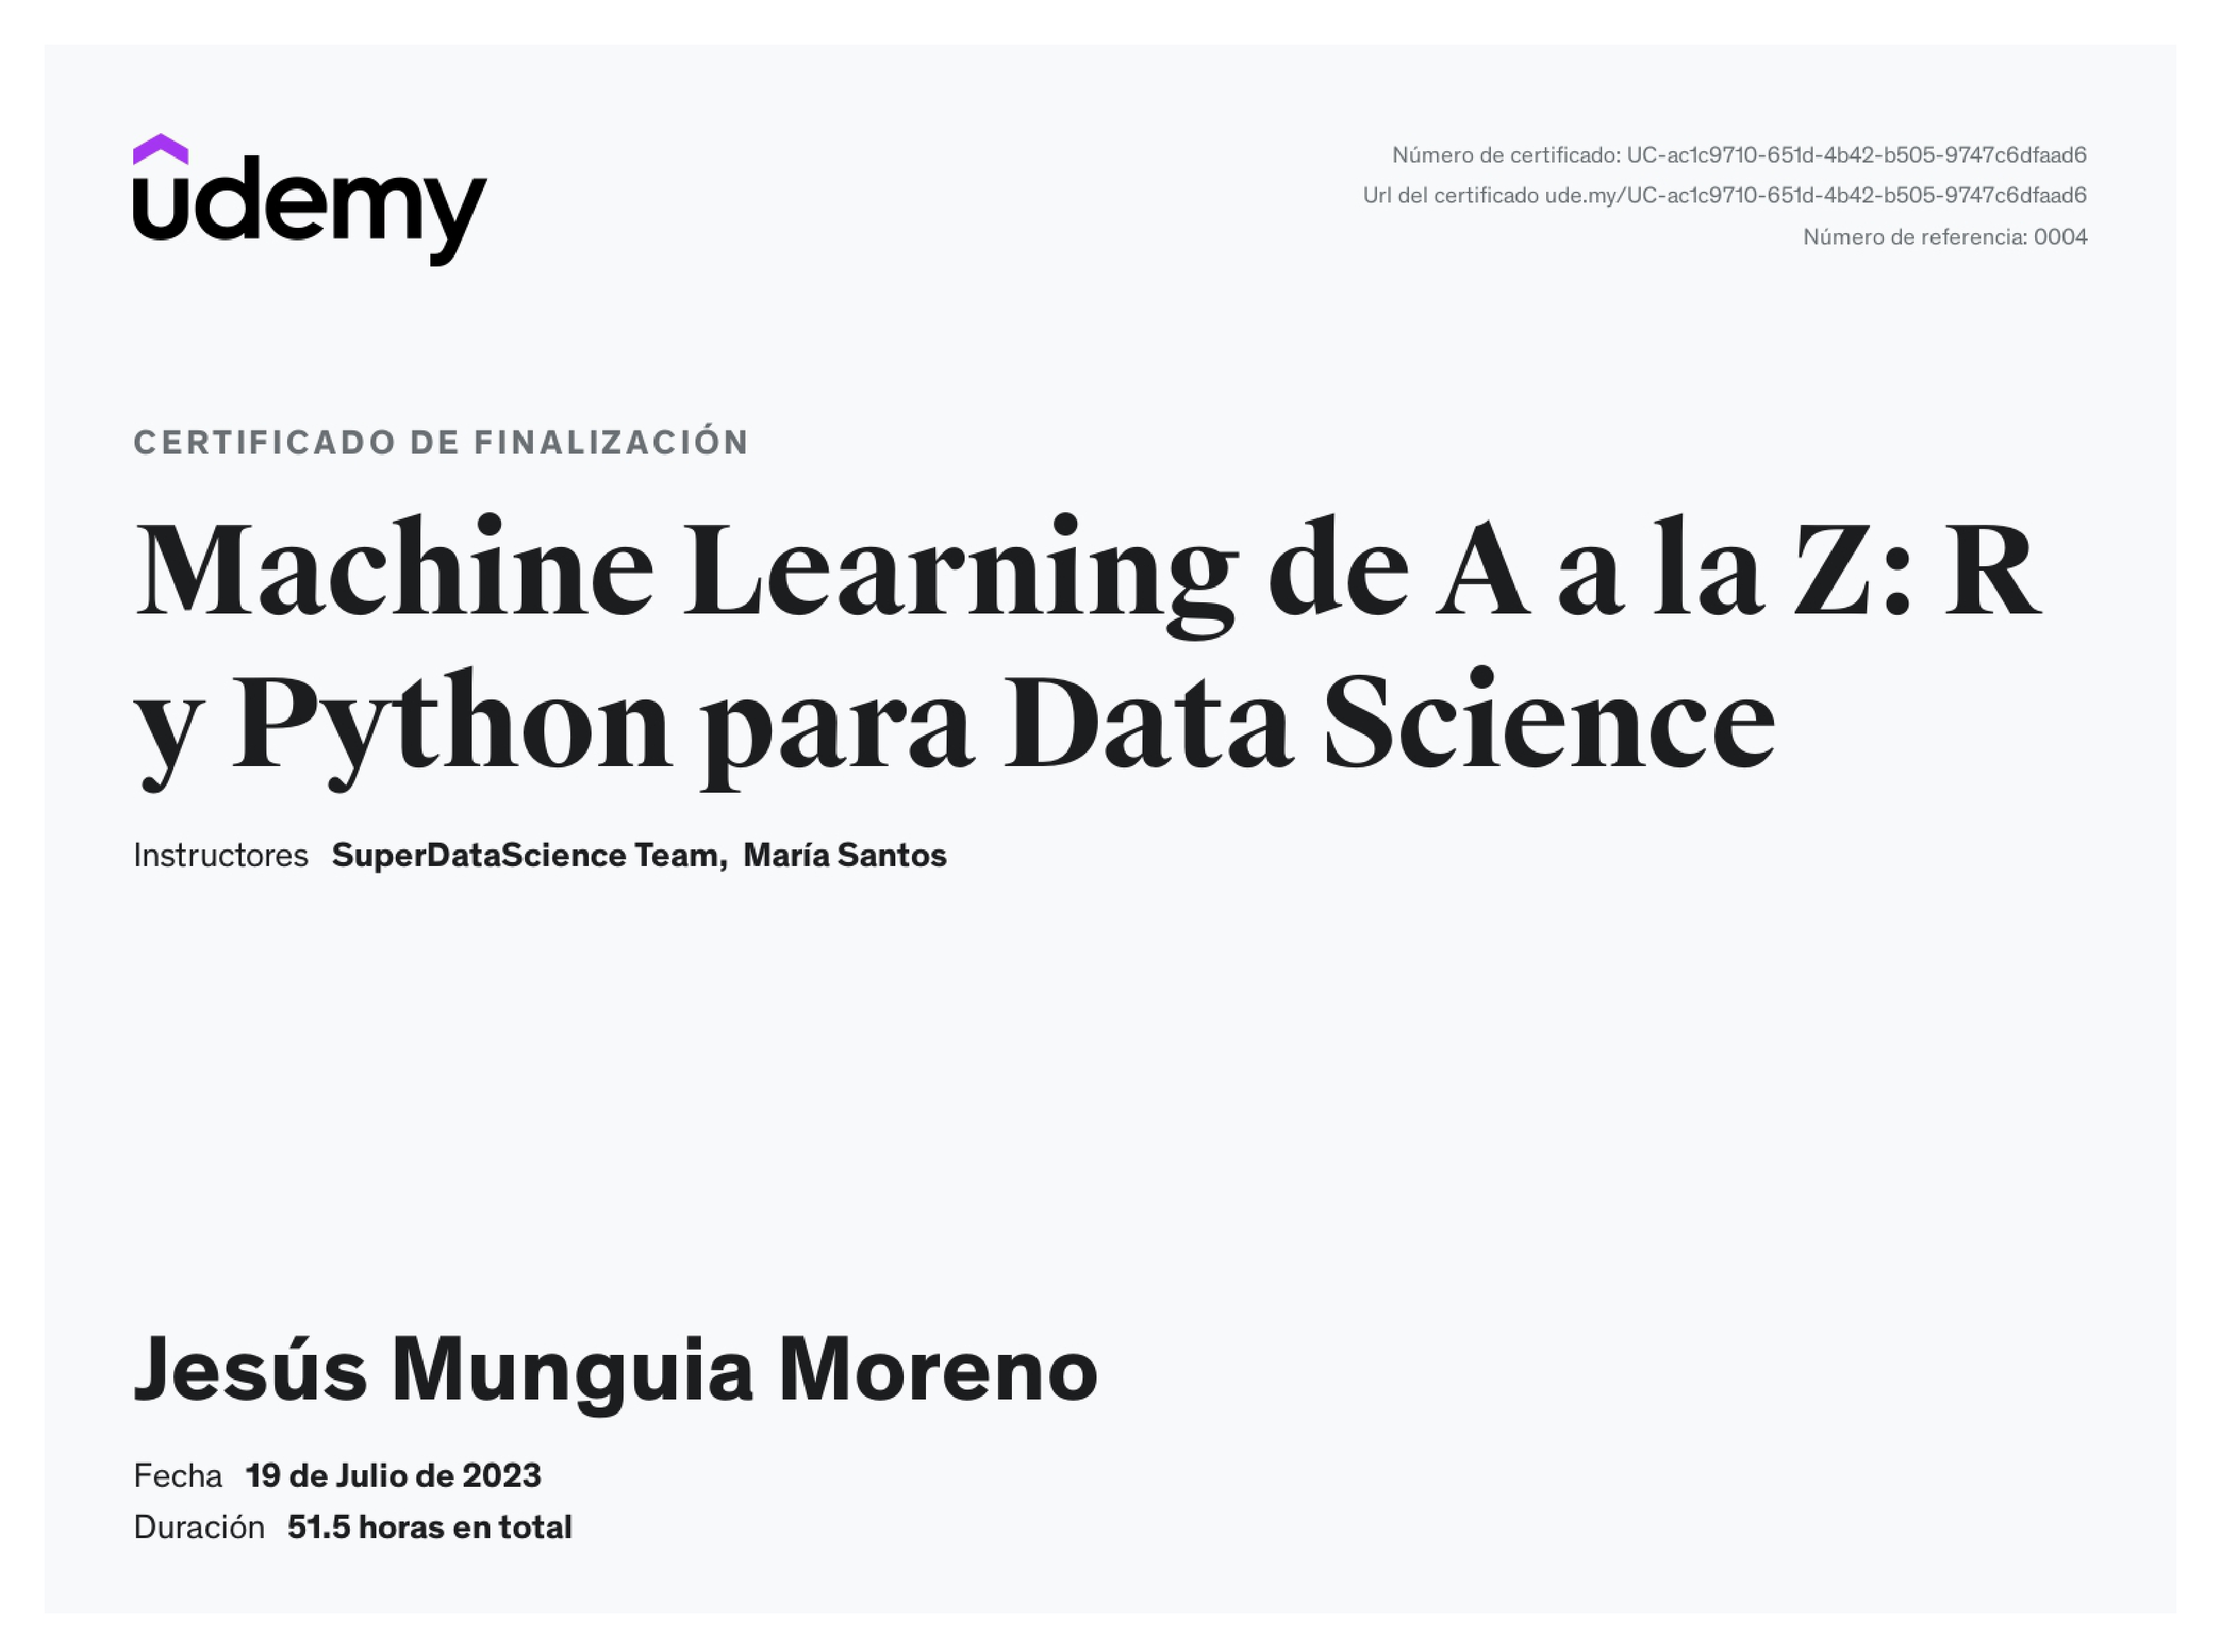 udemy
Número de certificado: UC-ac1c9710-651d-4b42-b505-9747c6dfaad6
Url del certificado ude.my/UC-ac1c9710-651d-4b42-b505-9747c6dfaad6
Número de referencia: 0004
CERTIFICADO DE FINALIZACIÓN
Machine Learning de A a la Z: R
y Python para Data Science
Instructores SuperDataScience Team, María Santos
Jesús Munguia Moreno
Fecha 19 de Julio de 2023
Duración 51.5 horas en total